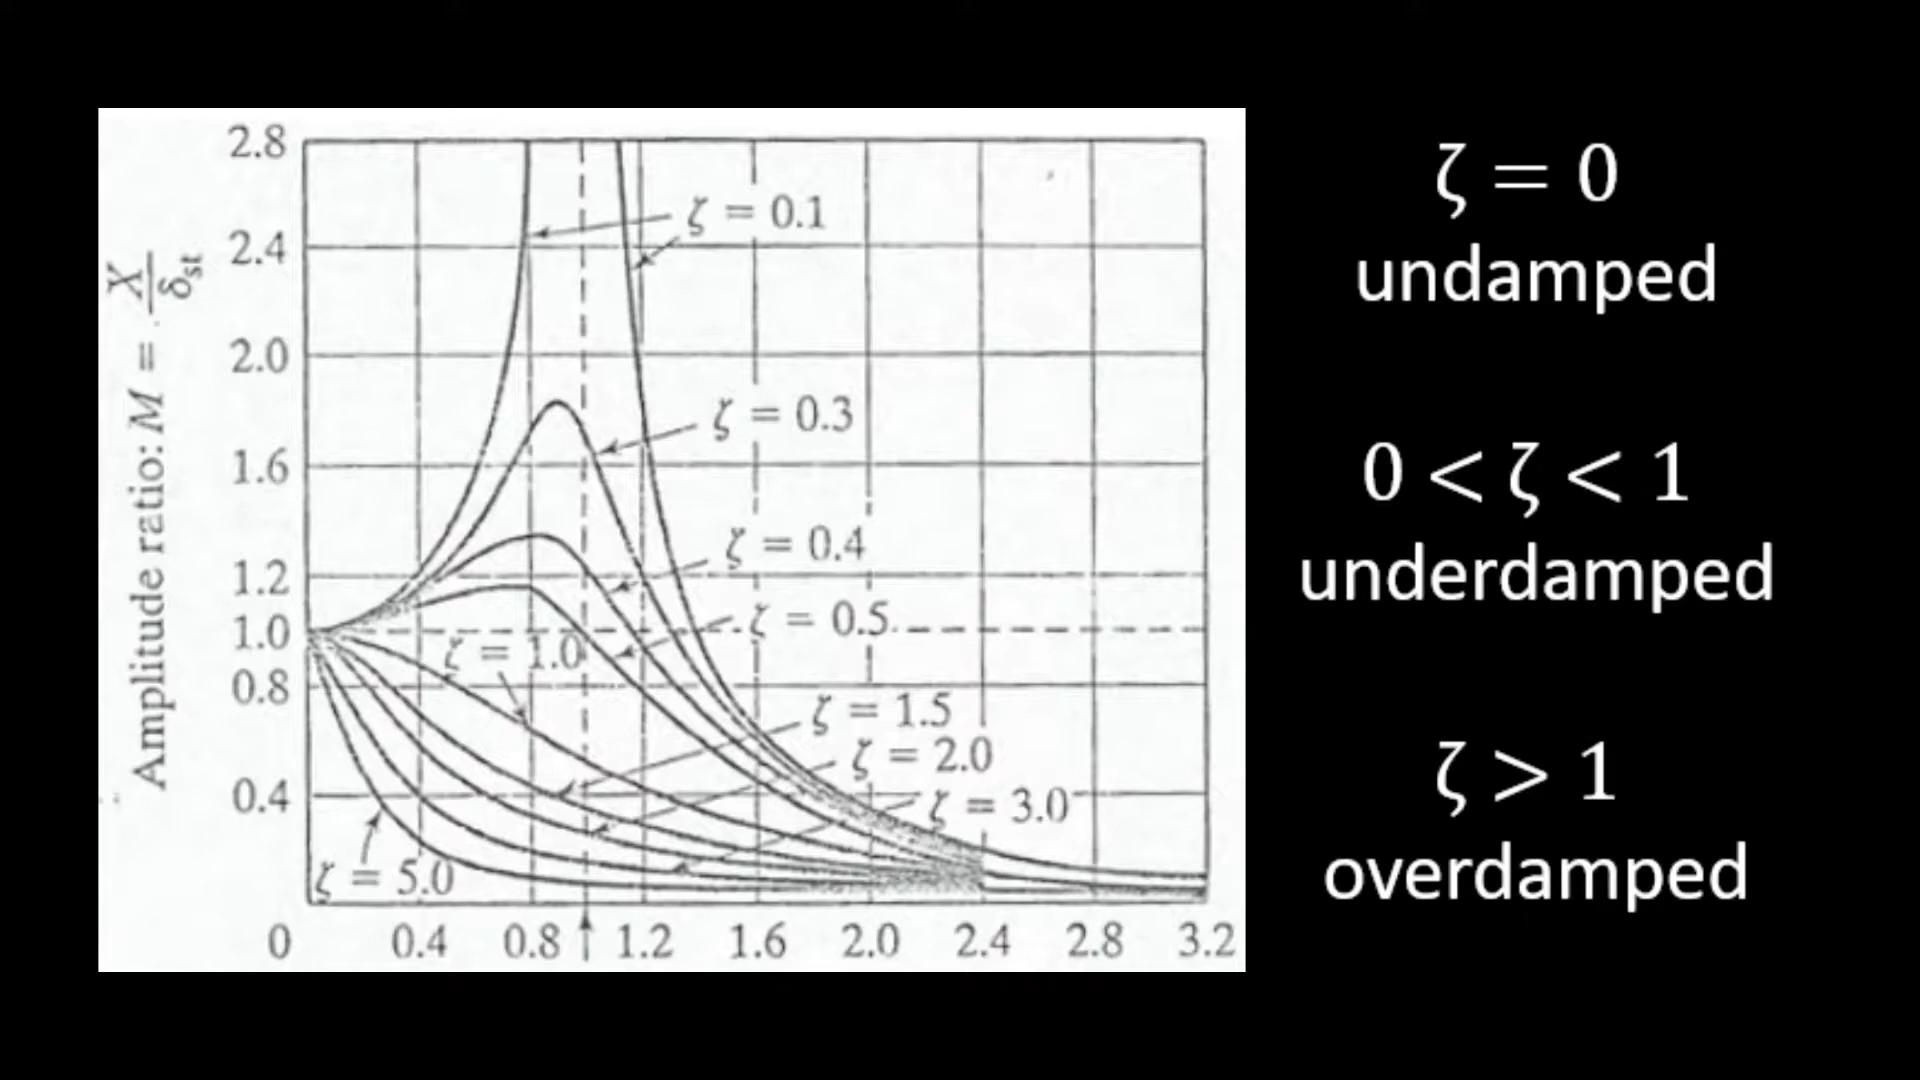 Amplitude ratio: M = X/δst
2.8
2.4
2.0
1.6
1.2
1.0
0.8
0.4
ζ = 0.1
ζ = 0.3
ζ = 0.4
ζ = 0.5
ζ = 1.0
ζ = 1.5
ζ = 2.0
ζ = 3.0
ζ = 5.0
0 0.4 0.8 1.2 1.6 2.0 2.4 2.8 3.2
ζ = 0
undamped
0 < ζ < 1
underdamped
ζ > 1
overdamped